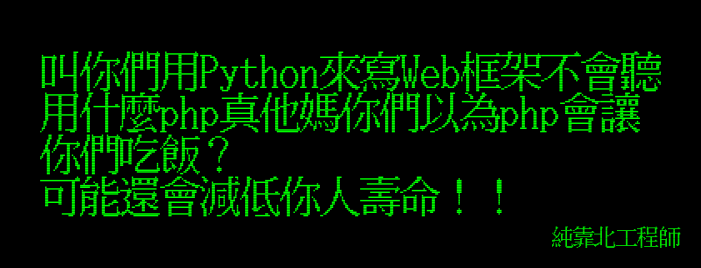 叫你們用Python來寫Web框架不會聽
用什麼php真他媽你們以為php會讓
你們吃飯？
可能還會減低你人壽命！！
純靠北工程師